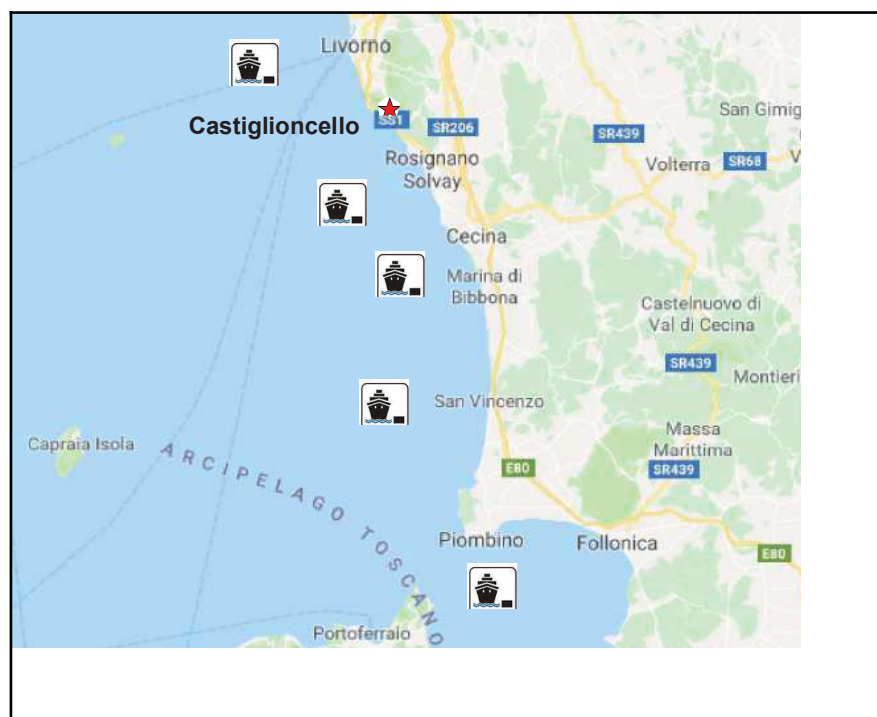 Livorno
San Gimig
Castiglioncello
SS1
SR206
SR439
Rosignano
Solvay
Volterra
SR68
V
Cecina
Marina di
Bibbona
Castelnuovo di
Val di Cecina
SR439
Montieri
San Vincenzo
Massa
Marittima
Capraia Isola
ARCIPELAGO TOSCANO
E80
SR439
Piombino
Follonica
E80
Portoferraio